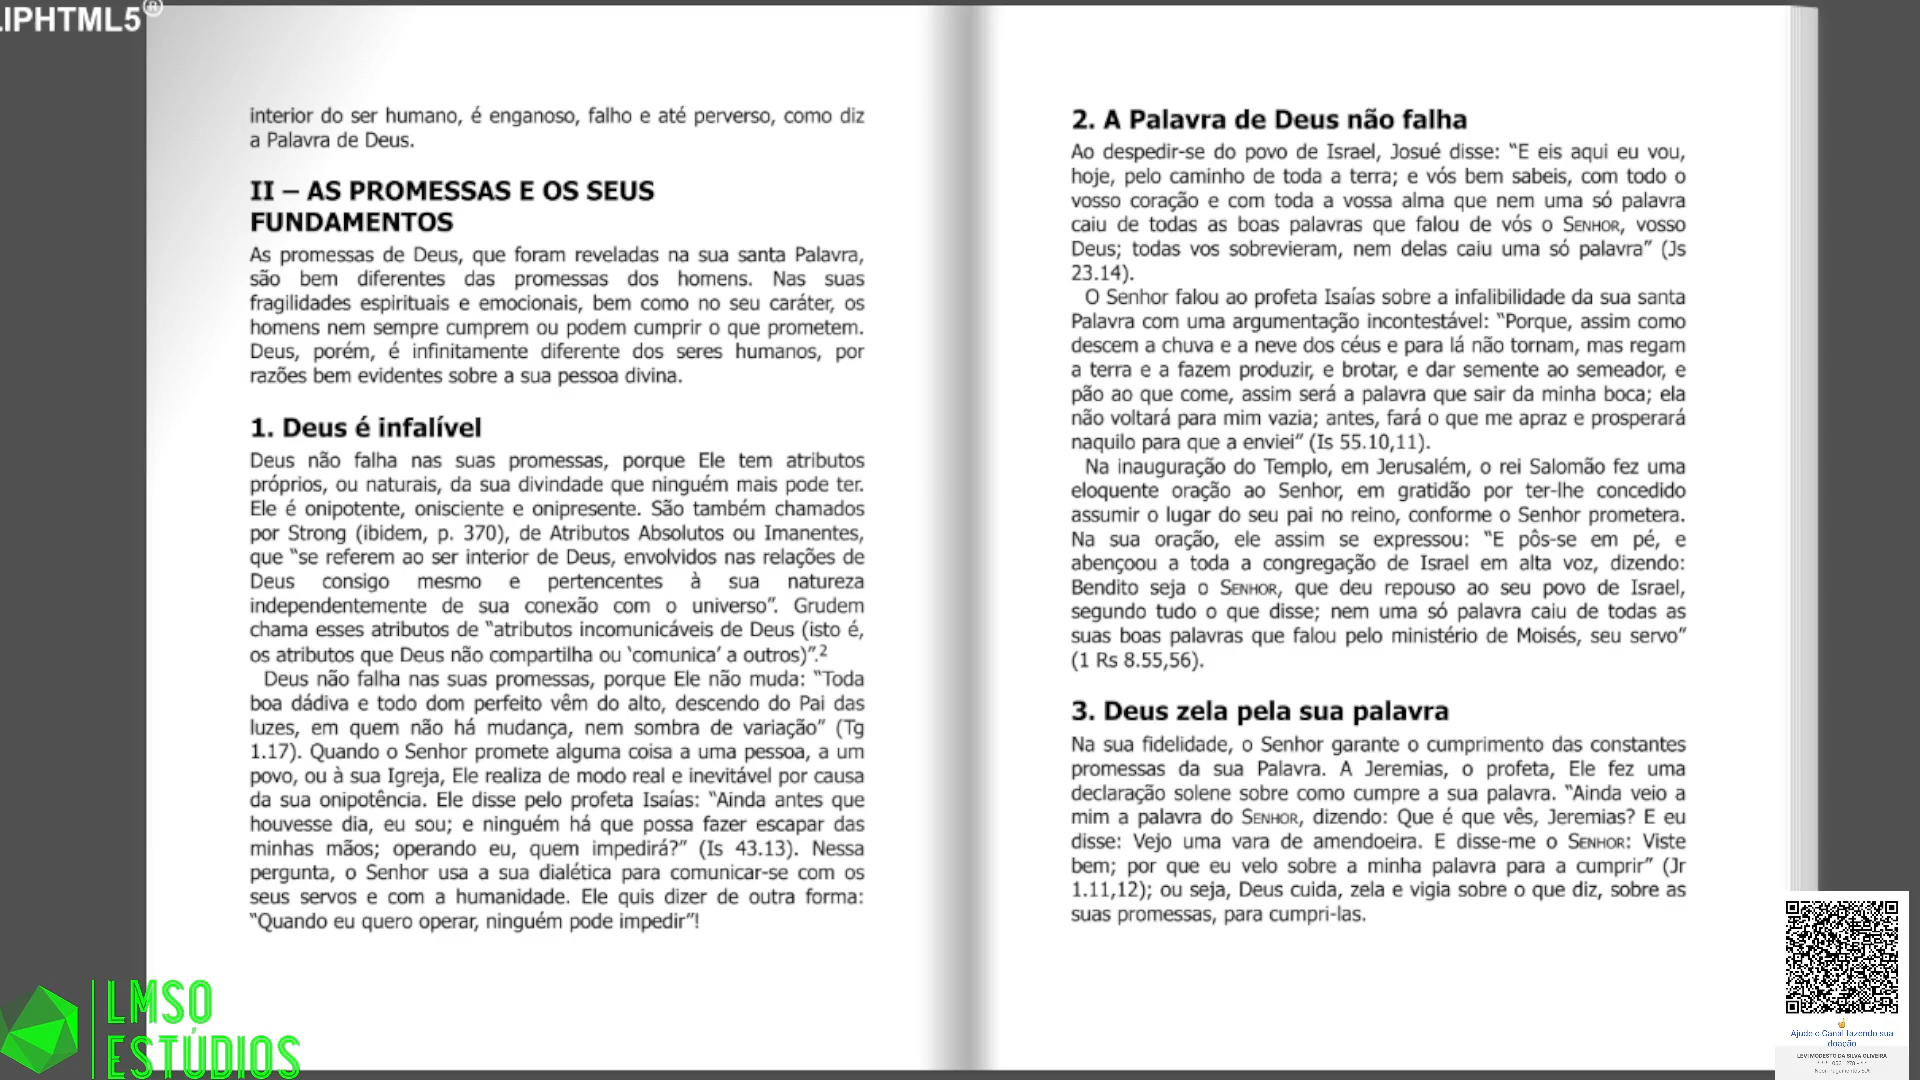 .IPHTML5®
interior do ser humano, é enganoso, falho e até perverso, como diz
a Palavra de Deus.
II – AS PROMESSAS E OS SEUS
FUNDAMENTOS
As promessas de Deus, que foram reveladas na sua santa Palavra,
são bem diferentes das promessas dos homens. Nas suas
fragilidades espirituais e emocionais, bem como no seu caráter, os
homens nem sempre cumprem ou podem cumprir o que prometem.
Deus, porém, é infinitamente diferente dos seres humanos, por
razões bem evidentes sobre a sua pessoa divina.
1. Deus é infalível
Deus não falha nas suas promessas, porque Ele tem atributos
próprios, ou naturais, da sua divindade que ninguém mais pode ter.
Ele é onipotente, onisciente e onipresente. São também chamados
por Strong (ibidem, p. 370), de Atributos Absolutos ou Imanentes,
que “se referem ao ser interior de Deus, envolvidos nas relações de
Deus consigo mesmo e pertencentes à sua natureza
independentemente de sua conexão com o universo”. Grudem
chama esses atributos de “atributos incomunicáveis de Deus (isto é,
os atributos que Deus não compartilha ou ‘comunica’ a outros)”.2
Deus não falha nas suas promessas, porque Ele não muda: “Toda
boa dádiva e todo dom perfeito vêm do alto, descendo do Pai das
luzes, em quem não há mudança, nem sombra de variação” (Tg
1.17). Quando o Senhor promete alguma coisa a uma pessoa, a um
povo, ou à sua Igreja, Ele realiza de modo real e inevitável por causa
da sua onipotência. Ele disse pelo profeta Isaías: “Ainda antes que
houvesse dia, eu sou; e ninguém há que possa fazer escapar das
minhas mãos; operando eu, quem impedirá?” (Is 43.13). Nessa
pergunta, o Senhor usa a sua dialética para comunicar-se com os
seus servos e com a humanidade. Ele quis dizer de outra forma:
“Quando eu quero operar, ninguém pode impedir”!
2. A Palavra de Deus não falha
Ao despedir-se do povo de Israel, Josué disse: “E eis aqui eu vou,
hoje, pelo caminho de toda a terra; e vós bem sabeis, com todo o
vosso coração e com toda a vossa alma que nem uma só palavra
caiu de todas as boas palavras que falou de vós o SENHOR, vosso
Deus; todas vos sobrevieram, nem delas caiu uma só palavra” (Js
23.14).
O Senhor falou ao profeta Isaías sobre a infalibilidade da sua santa
Palavra com uma argumentação incontestável: “Porque, assim como
descem a chuva e a neve dos céus e para lá não tornam, mas regam
a terra e a fazem produzir, e brotar, e dar semente ao semeador, e
pão ao que come, assim será a palavra que sair da minha boca; ela
não voltará para mim vazia; antes, fará o que me apraz e prosperará
naquilo para que a enviei” (Is 55.10,11).
Na inauguração do Templo, em Jerusalém, o rei Salomão fez uma
eloquente oração ao Senhor, em gratidão por ter-lhe concedido
assumir o lugar do seu pai no reino, conforme o Senhor prometera.
Na sua oração, ele assim se expressou: “E pôs-se em pé, e
abençoou a toda a congregação de Israel em alta voz, dizendo:
Bendito seja o SENHOR, que deu repouso ao seu povo de Israel,
segundo tudo o que disse; nem uma só palavra caiu de todas as
suas boas palavras que falou pelo ministério de Moisés, seu servo”
(1 Rs 8.55,56).
3. Deus zela pela sua palavra
Na sua fidelidade, o Senhor garante o cumprimento das constantes
promessas da sua Palavra. A Jeremias, o profeta, Ele fez uma
declaração solene sobre como cumpre a sua palavra. “Ainda veio a
mim a palavra do SENHOR, dizendo: Que é que vês, Jeremias? E eu
disse: Vejo uma vara de amendoeira. E disse-me o SENHOR: Viste
bem; por que eu velo sobre a minha palavra para a cumprir” (Jr
1.11,12); ou seja, Deus cuida, zela e vigia sobre o que diz, sobre as
suas promessas, para cumpri-las.
LMSO
ESTÚDIOS
Ajude o Canal fazendo sua
doação
LEVI MODESTO DA SILVA OLIVEIRA